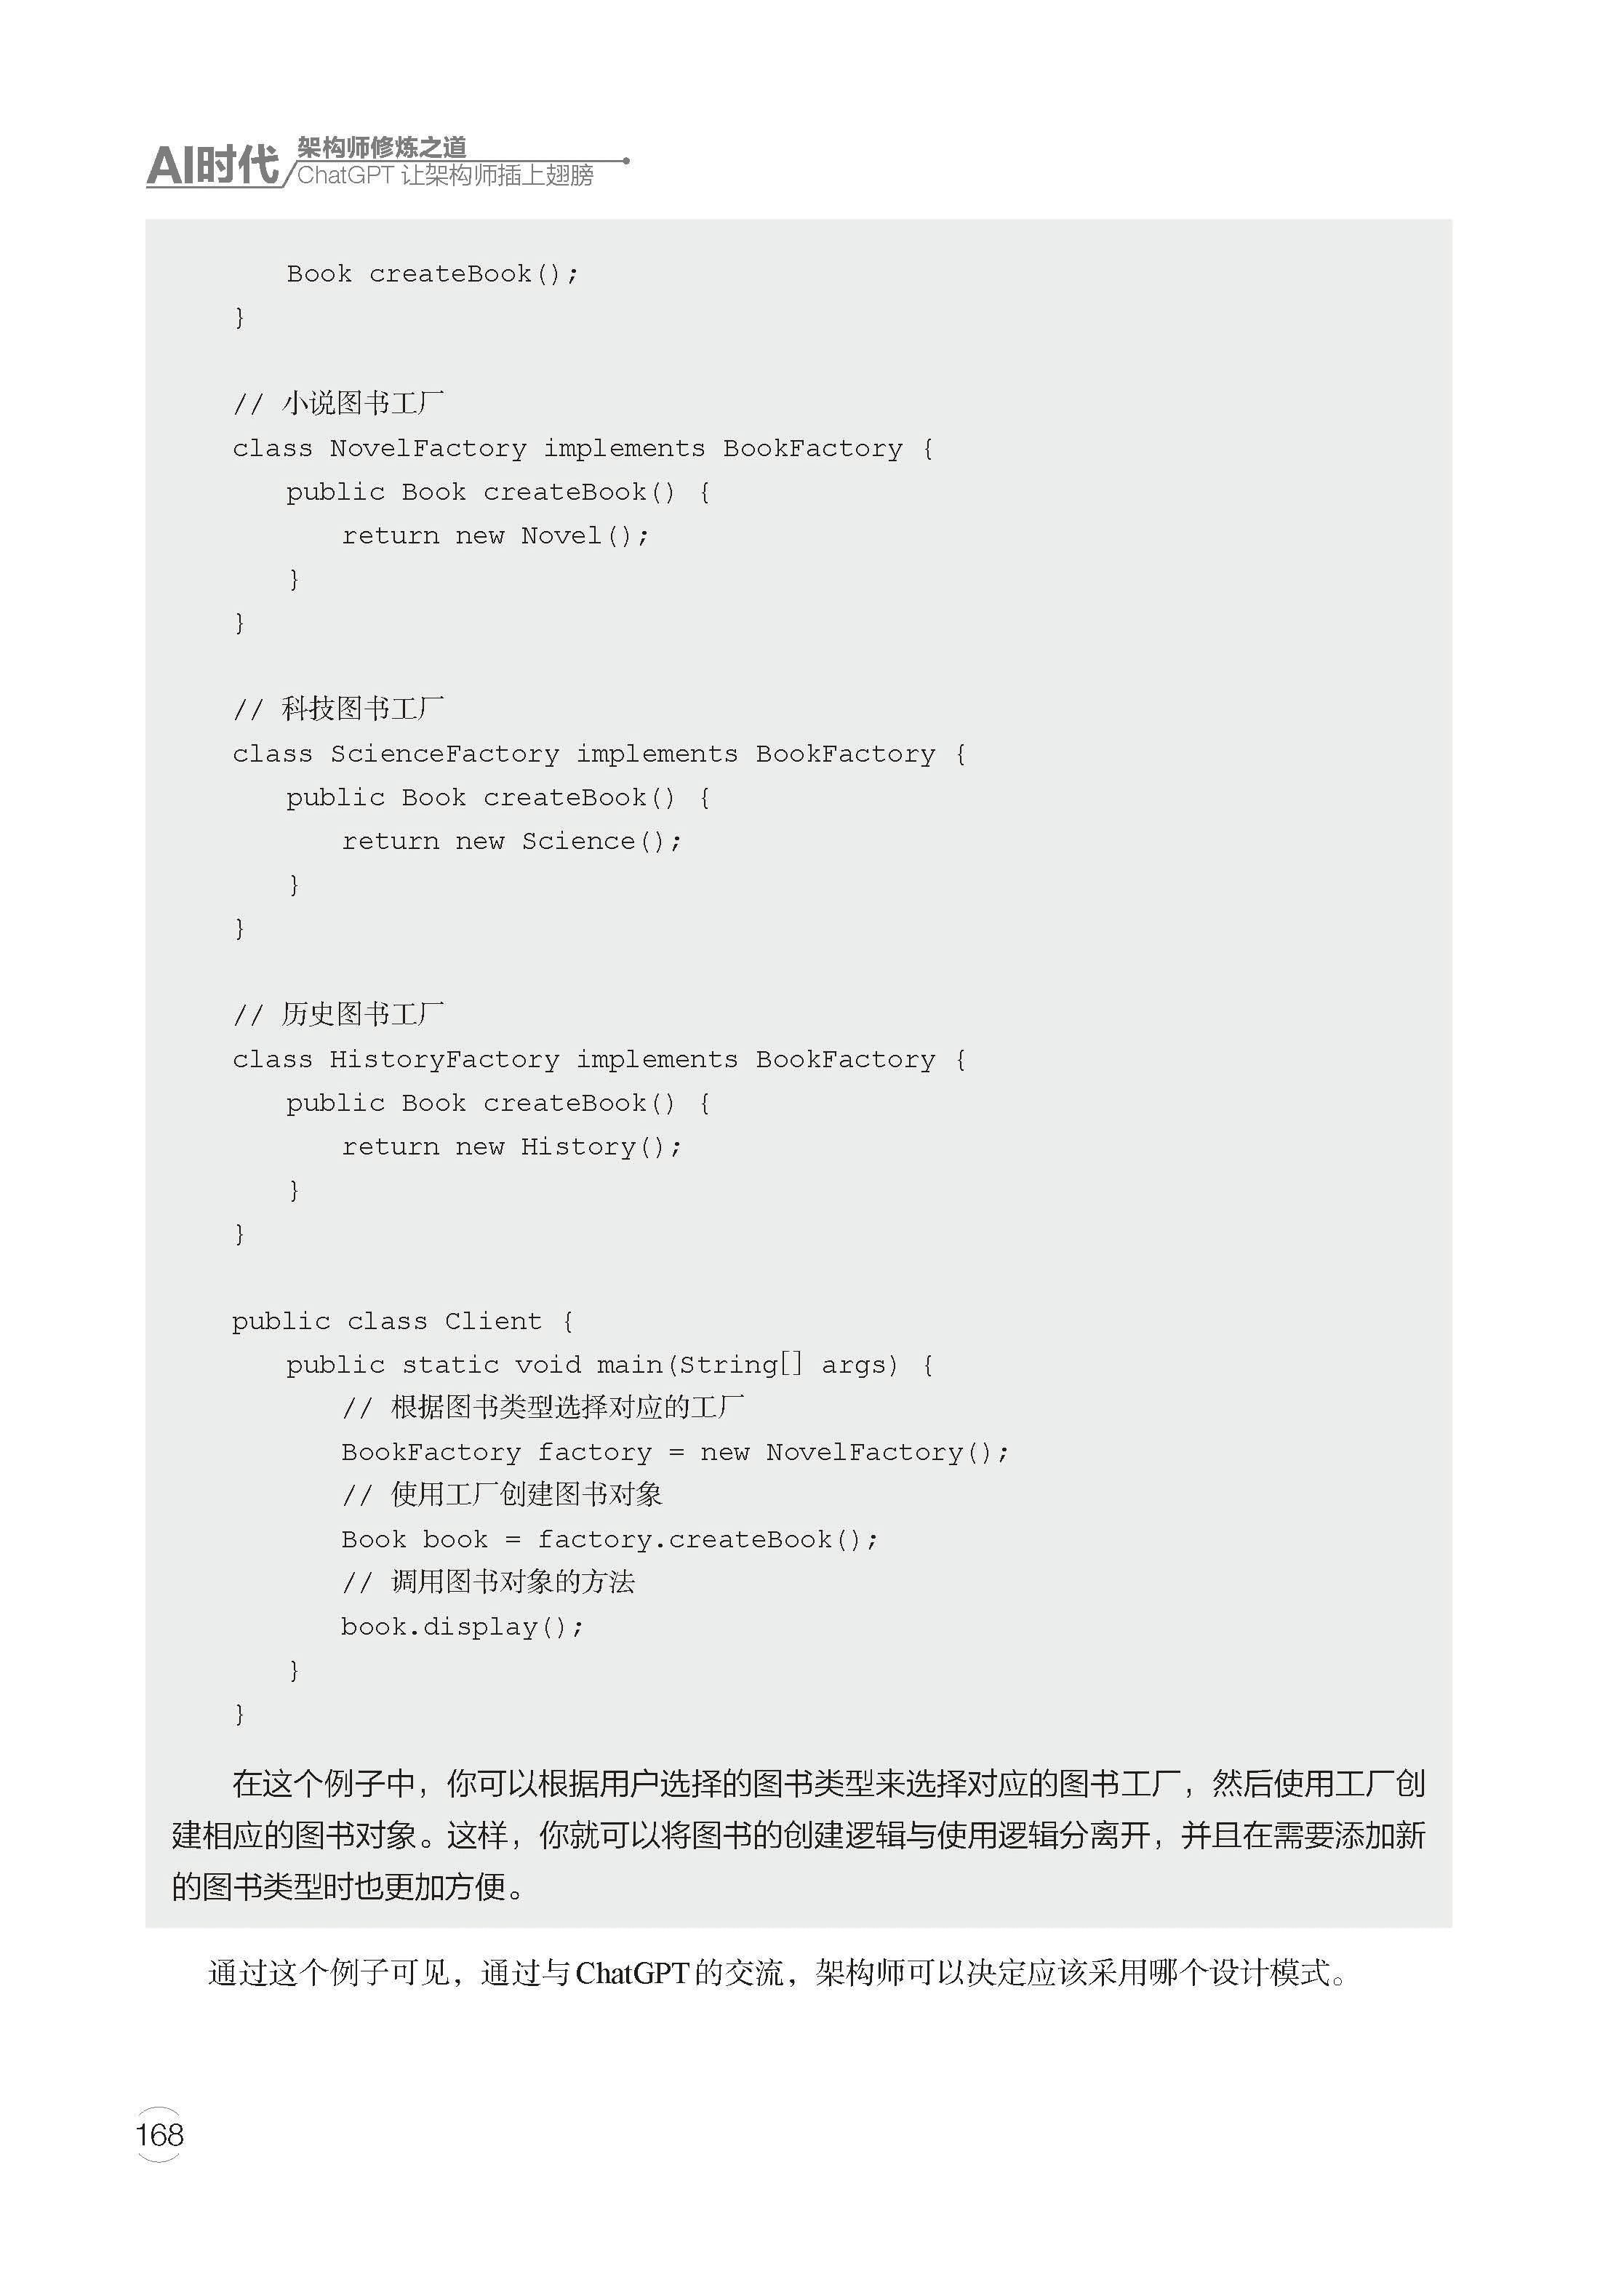 AI时代
架构师修炼之道
ChatGPT 让架构师插上翅膀
Book createBook();
}
// 小说图书工厂
class NovelFactory implements BookFactory {
public Book createBook() {
return new Novel();
}
}
// 科技图书工厂
class ScienceFactory implements BookFactory {
public Book createBook() {
return new Science();
}
}
// 历史图书工厂
class HistoryFactory implements BookFactory {
public Book createBook() {
return new History();
}
}
public class Client {
public static void main(String[] args) {
// 根据图书类型选择对应的工厂
BookFactory factory = new NovelFactory();
// 使用工厂创建图书对象
Book book = factory.createBook();
// 调用图书对象的方法
book.display();
}
}
在这个例子中，你可以根据用户选择的图书类型来选择对应的图书工厂，然后使用工厂创
建相应的图书对象。这样，你就可以将图书的创建逻辑与使用逻辑分离开，并且在需要添加新
的图书类型时也更加方便。
通过这个例子可见，通过与ChatGPT的交流，架构师可以决定应该采用哪个设计模式。
168